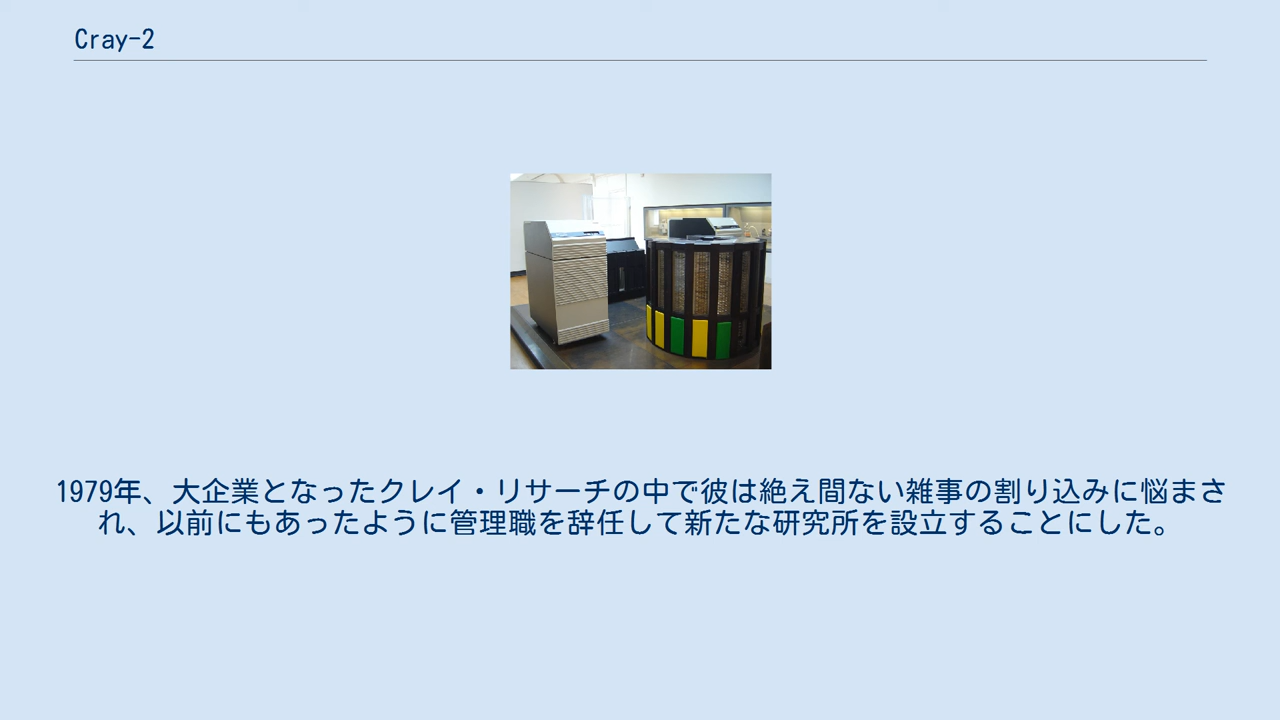 Cray-2
1979年、大企業となったクレイ・リサーチの中で彼は絶え間ない雑事の割り込みに悩まさ
れ、以前にもあったように管理職を辞任して新たな研究所を設立することにした。